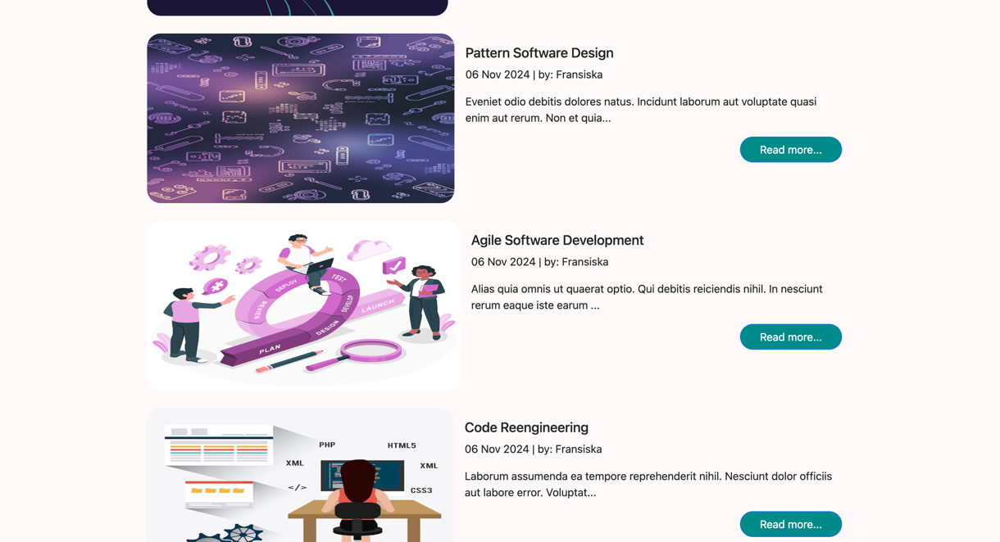 Pattern Software Design
06 Nov 2024 | by: Fransiska
Eveniet odio debitis dolores natus. Incidunt laborum aut voluptate quasi
enim aut rerum. Non et quia...
Read more...
DEPLOY
TEST
REVIEW
DEVELOP
LAUNCH
DESIGN
PLAN
Agile Software Development
06 Nov 2024 | by: Fransiska
Alias quia omnis ut quaerat optio. Qui debitis reiciendis nihil. In nesciunt
rerum eaque iste earum ...
Read more...
PHP
HTML5
XML
XML
</>
CSS3
Code Reengineering
06 Nov 2024 | by: Fransiska
Laborum assumenda ea tempore reprehenderit nihil. Nesciunt dolor officiis
aut labore error. Voluptat...
Read more...